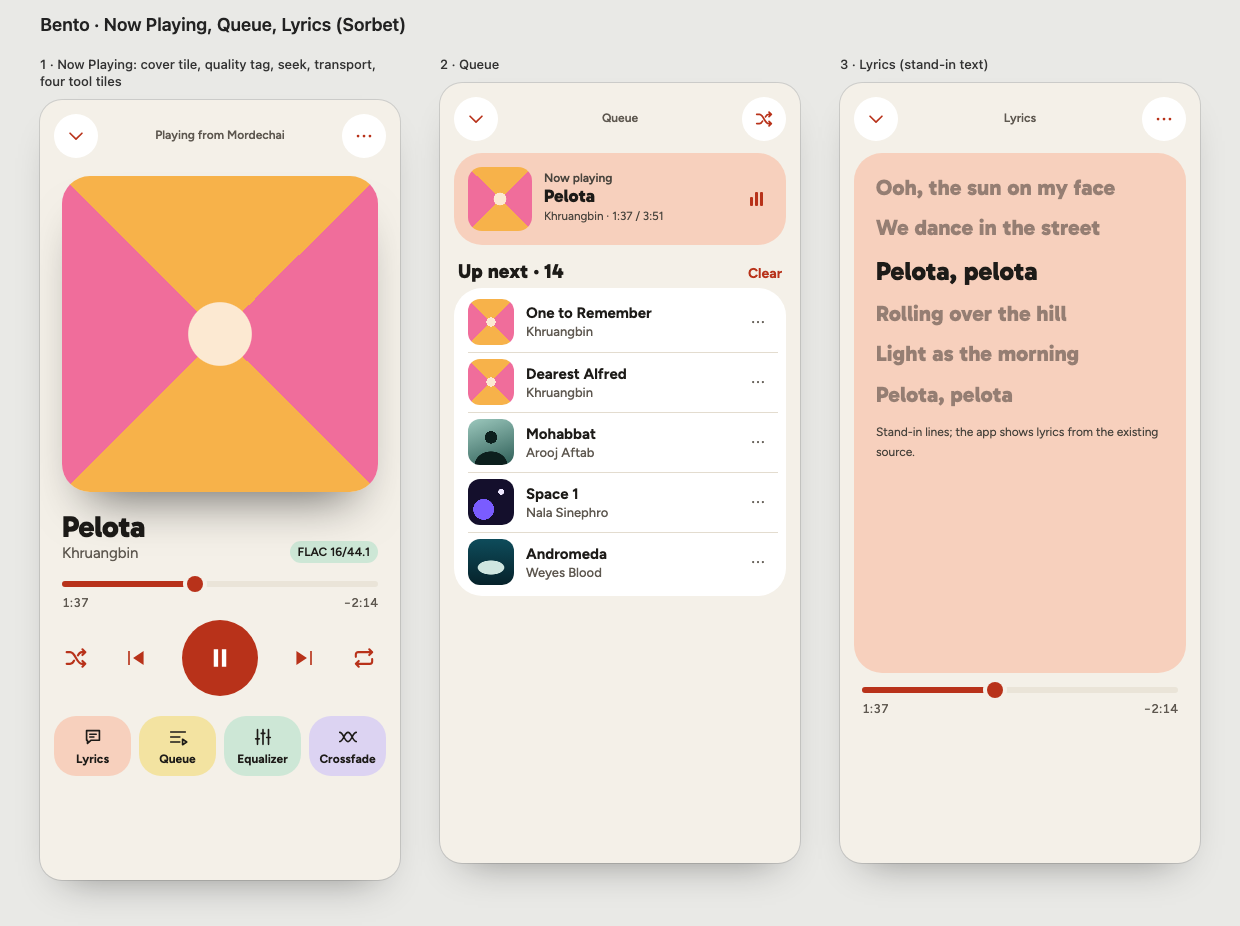 Bento · Now Playing, Queue, Lyrics (Sorbet)
1 · Now Playing: cover tile, quality tag, seek, transport,
four tool tiles
Playing from Mordechai
Pelota
Khruangbin
FLAC 16/44.1
1:37
−2:14
Lyrics
Queue
Equalizer
Crossfade
2 · Queue
Queue
Now playing
Pelota
Khruangbin · 1:37 / 3:51
Up next · 14
Clear
One to Remember
Khruangbin
Dearest Alfred
Khruangbin
Mohabbat
Arooj Aftab
Space 1
Nala Sinephro
Andromeda
Weyes Blood
3 · Lyrics (stand-in text)
Lyrics
Ooh, the sun on my face
We dance in the street
Pelota, pelota
Rolling over the hill
Light as the morning
Pelota, pelota
Stand-in lines; the app shows lyrics from the existing
source.
1:37
−2:14